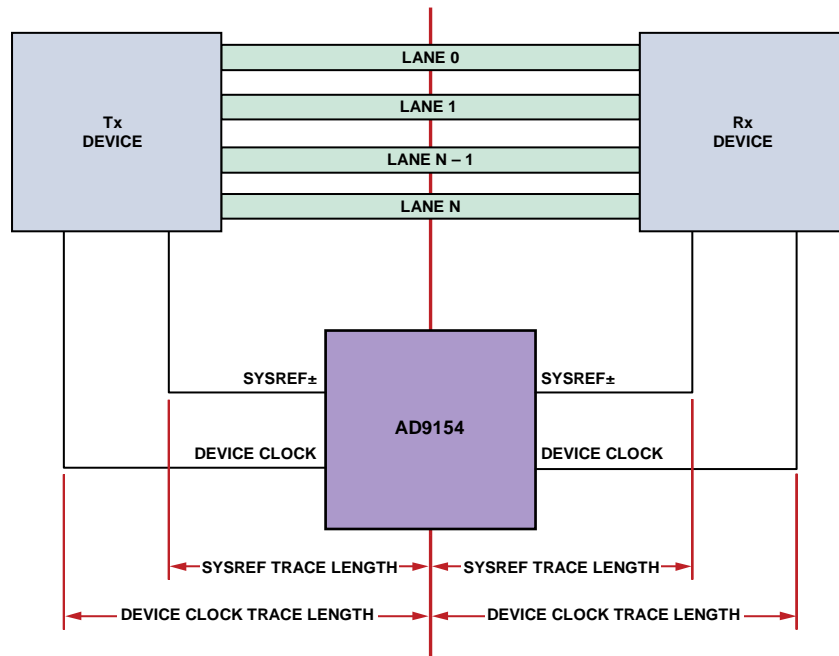 LANE 0
LANE 1
LANE N – 1
LANE N
Tx
DEVICE
Rx
DEVICE
SYSREF±
SYSREF±
AD9154
DEVICE CLOCK
DEVICE CLOCK
SYSREF TRACE LENGTH
SYSREF TRACE LENGTH
DEVICE CLOCK TRACE LENGTH
DEVICE CLOCK TRACE LENGTH